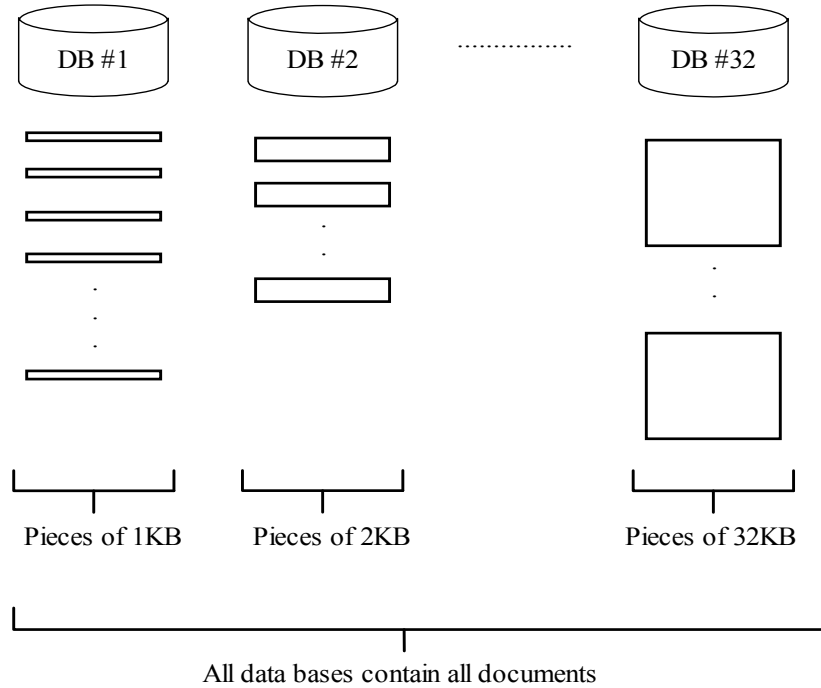 DB #1
DB #2
....................
DB #32
Pieces of 1KB
Pieces of 2KB
Pieces of 32KB
All data bases contain all documents